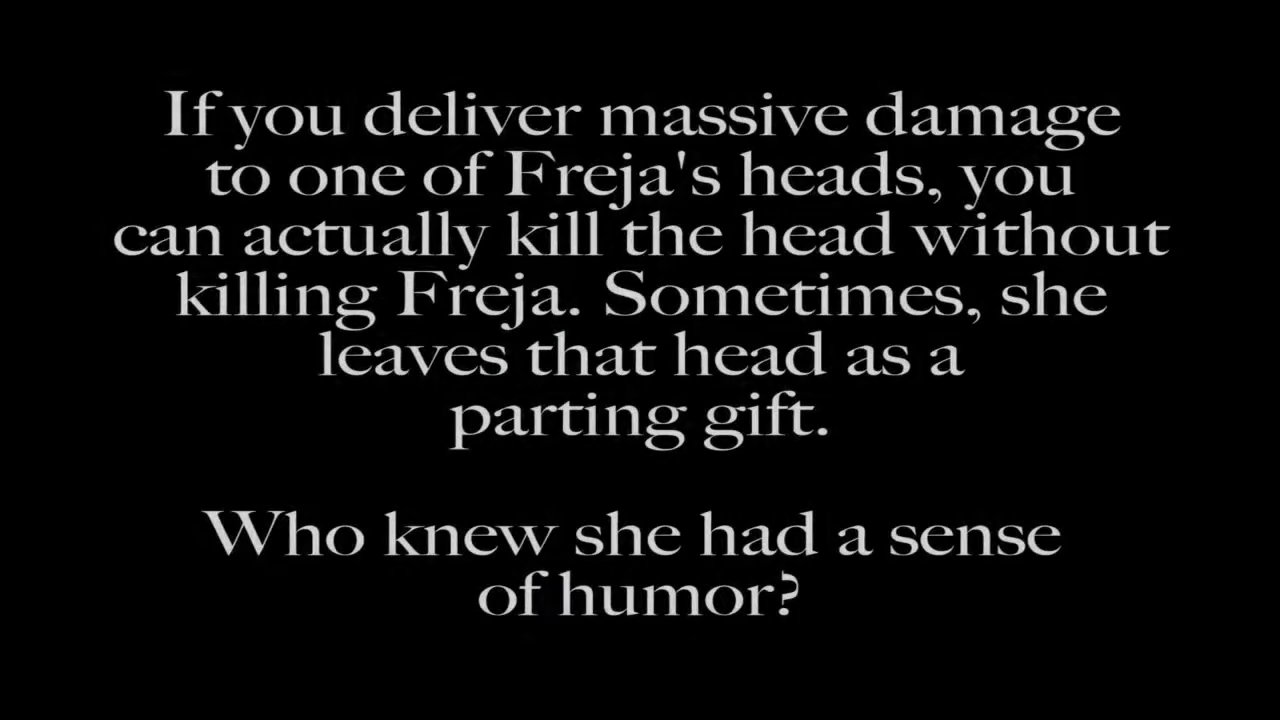 If you deliver massive damage
to one of Freja's heads, you
can actually kill the head without
killing Freja. Sometimes, she
leaves that head as a
parting gift.
Who knew she had a sense
of humor?